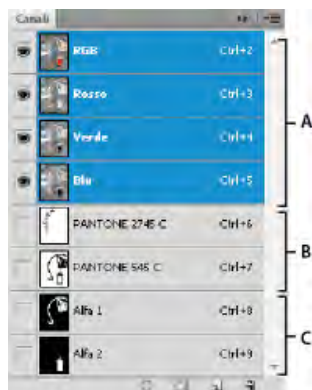 Canali
RGB Ctrl+2
Rosso Ctrl+3
Verde Ctrl+4
Blu Ctrl+5
PANTONE 2745 C Ctrl+6
PANTONE 545 C Ctrl+7
Alfa 1 Ctrl+8
Alfa 2 Ctrl+9
A
B
C